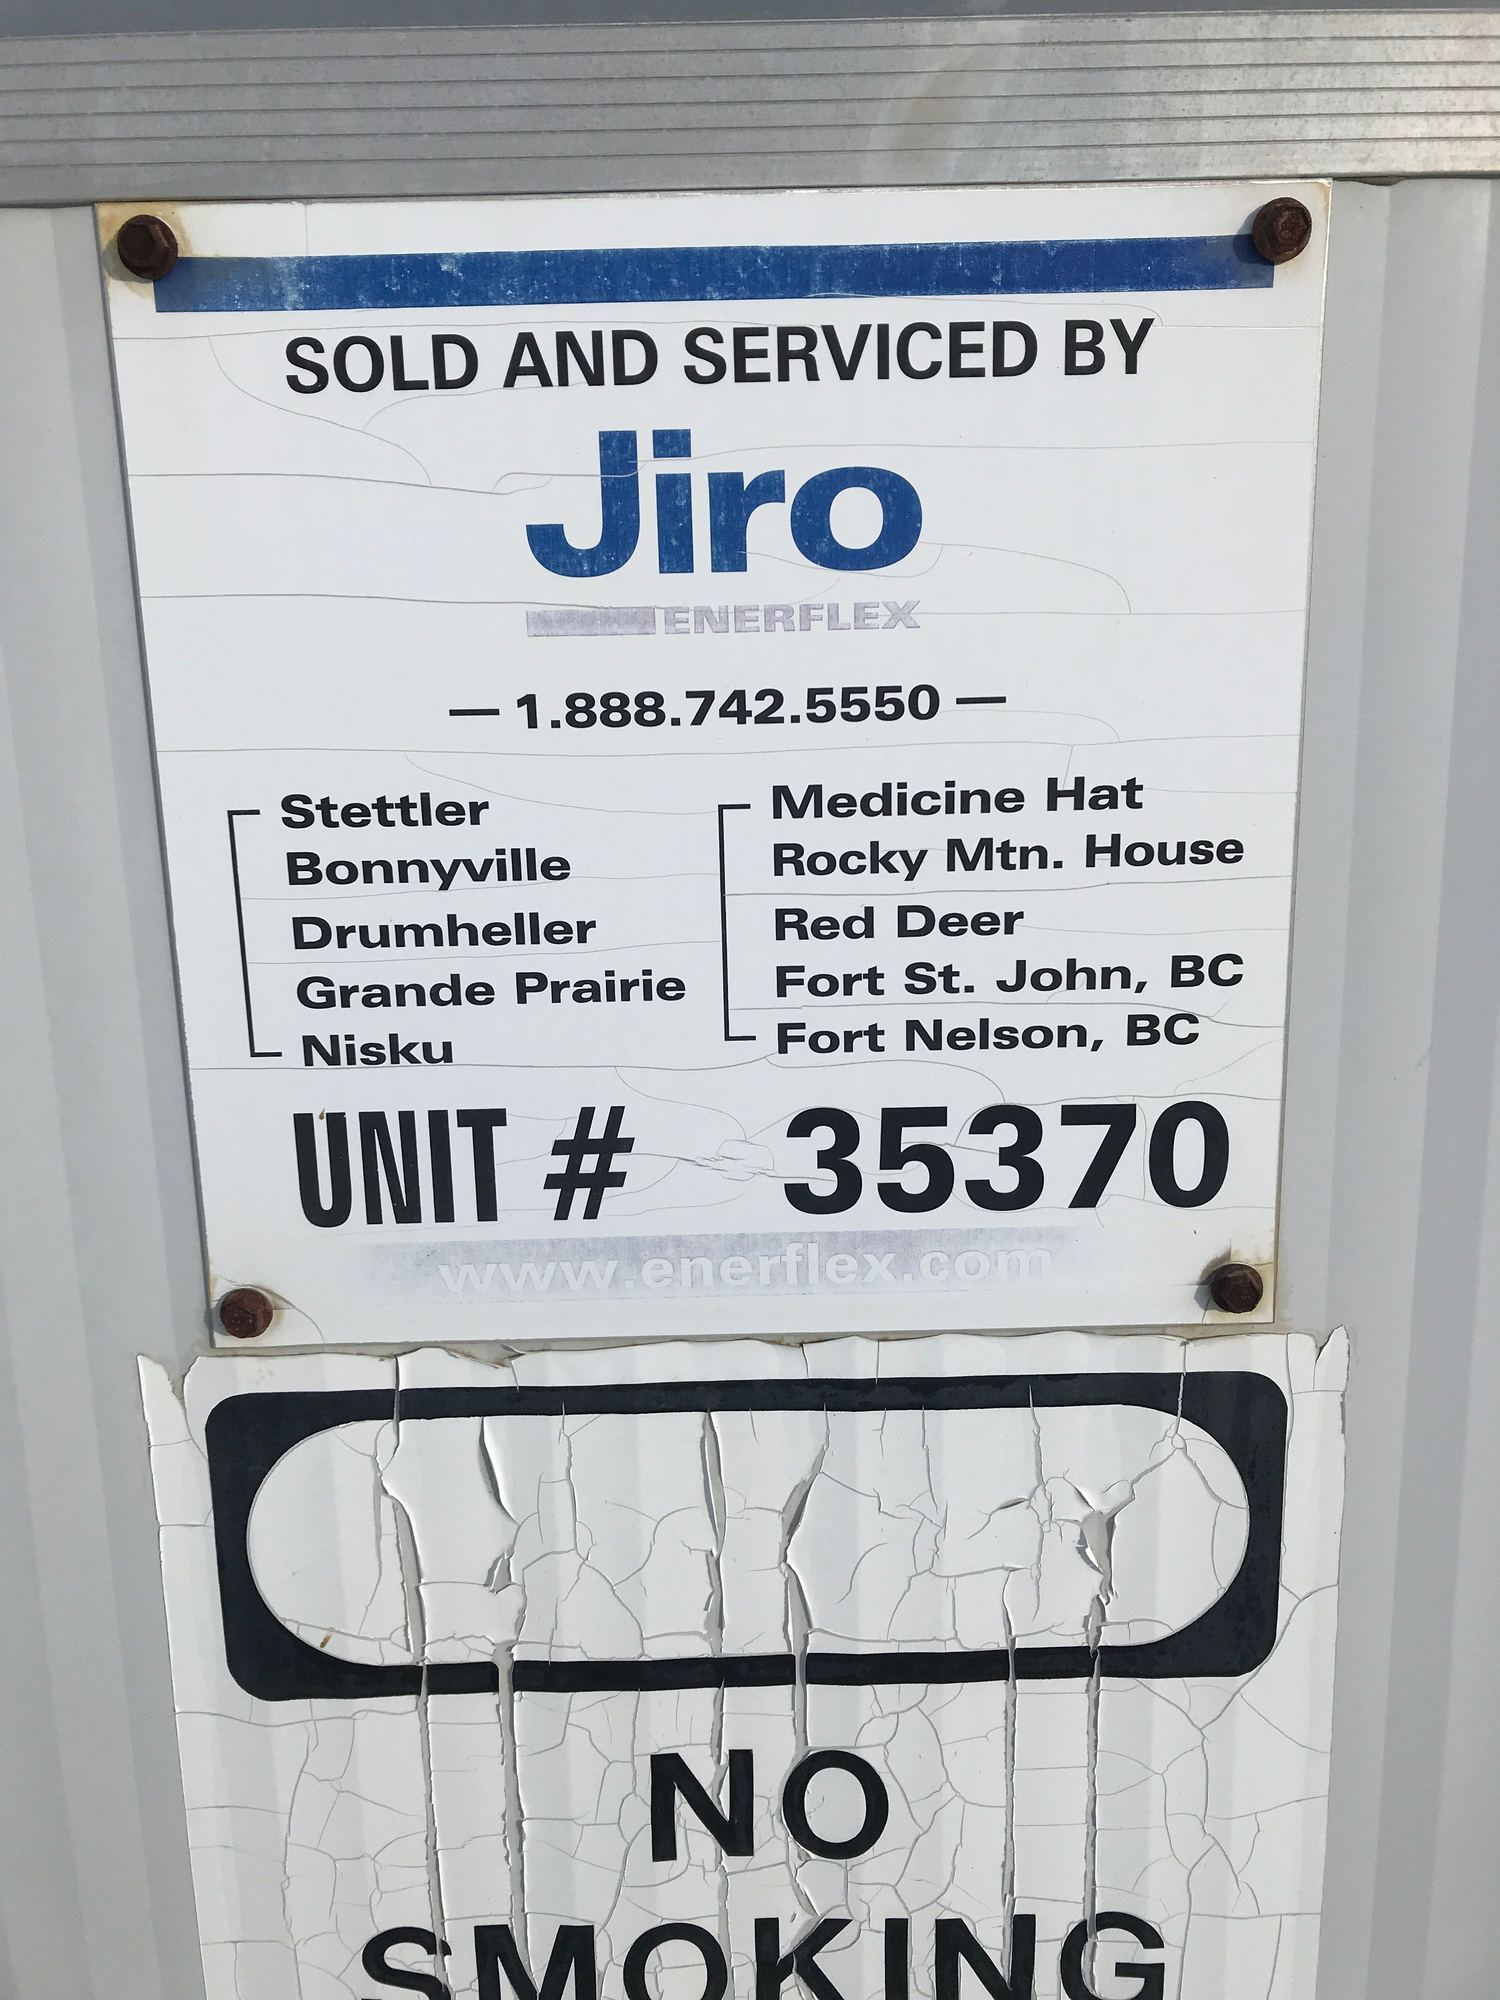 SOLD AND SERVICED BY
Jiro
ENERFLEX
— 1.888.742.5550 —
Stettler
Bonnyville
Drumheller
Grande Prairie
Nisku
Medicine Hat
Rocky Mtn. House
Red Deer
Fort St. John, BC
Fort Nelson, BC
UNIT # 35370
www.enerflex.com
NO
SMOKING